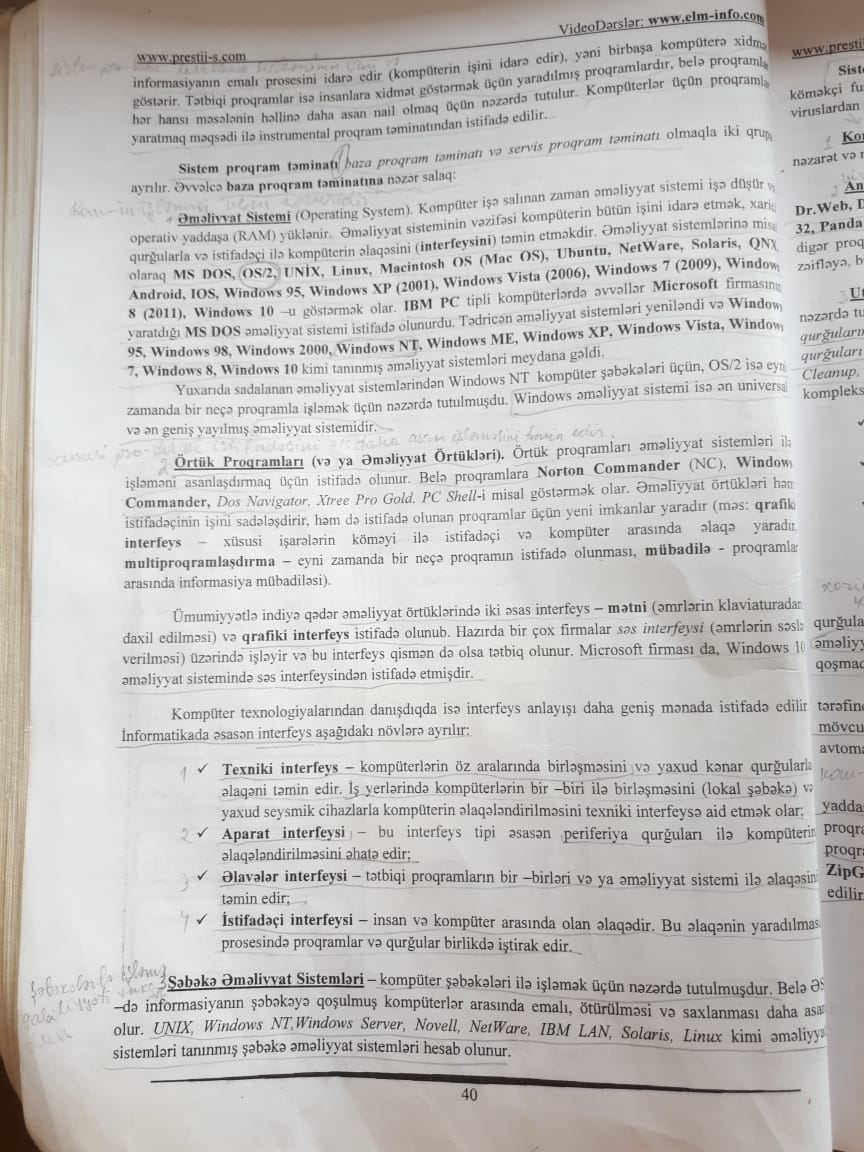 VideoDərslər: www.elm-info.com
www.prestij-s.com
informasiyanın emalı prosesini idarə edir (kompüterin işini idarə edir), yəni birbaşa kompüterə xidmə
göstərir. Tətbiqi proqramlar isə insanlara xidmət göstərmək üçün yaradılmış proqramlardır, belə proqramla
hər hansı məsələnin həllinə daha asan nail olmaq üçün nəzərdə tutulur. Kompüterlər üçün proqramla
yaratmaq məqsədi ilə instrumental proqram təminatından istifadə edilir.
Sistem proqram təminatı baza proqram təminatı və servis proqram təminatı olmaqla iki qrupa
ayrılır. Əvvəlcə baza proqram təminatına nəzər salaq:
Əməliyyat Sistemi (Operating System). Kompüter işə salınan zaman əməliyyat sistemi işə düşür və
operativ yaddaşa (RAM) yüklənir. Əməliyyat sisteminin vəzifəsi kompüterin bütün işini idarə etmək, xaric
qurğularla və istifadəçi ilə kompüterin əlaqəsini (interfeysini) təmin etməkdir. Əməliyyat sistemlərinə misa
olaraq MS DOS, OS/2, UNİX, Linux, Macintosh OS (Mac OS), Ubuntu, NetWare, Solaris, QNX
Android, IOS, Windows 95, Windows XP (2001), Windows Vista (2006), Windows 7 (2009), Window
8 (2011), Windows 10 –u göstərmək olar. IBM PC tipli kompüterlərdə əvvəllər Microsoft firmasının
yaratdığı MS DOS əməliyyat sistemi istifadə olunurdu. Tədricən əməliyyat sistemləri yeniləndi və Window
95, Windows 98, Windows 2000, Windows NT, Windows ME, Windows XP, Windows Vista, Window
7, Windows 8, Windows 10 kimi tanınmış əməliyyat sistemləri meydana gəldi.
Yuxarıda sadalanan əməliyyat sistemlərindən Windows NT kompüter şəbəkələri üçün, OS/2 isə eyni
zamanda bir neçə proqramla işləmək üçün nəzərdə tutulmuşdu. Windows əməliyyat sistemi isə ən universal
və ən geniş yayılmış əməliyyat sistemidir.
2 Örtük Proqramları (və ya Əməliyyat Örtükləri). Örtük proqramları əməliyyat sistemləri ilə
işləməni asanlaşdırmaq üçün istifadə olunur. Belə proqramlara Norton Commander (NC), Window
Commander, Dos Navigator, Xtree Pro Gold, PC Shell-i misal göstərmək olar. Əməliyyat örtükləri həm
istifadəçinin işini sadələşdirir, həm də istifadə olunan proqramlar üçün yeni imkanlar yaradır (məs: qrafiki
interfeys – xüsusi işarələrin köməyi ilə istifadəçi və kompüter arasında əlaqə yaradır,
multiproqramlaşdırma – eyni zamanda bir neçə proqramın istifadə olunması, mübadilə - proqramlar
arasında informasiya mübadiləsi).
Ümumiyyətlə indiyə qədər əməliyyat örtüklərində iki əsas interfeys – mətni (əmrlərin klaviaturadan
daxil edilməsi) və qrafiki interfeys istifadə olunub. Hazırda bir çox firmalar səs interfeysi (əmrlərin səslə
verilməsi) üzərində işləyir və bu interfeys qismən də olsa tətbiq olunur. Microsoft firması da, Windows 10
əməliyyat sistemində səs interfeysindən istifadə etmişdir.
Kompüter texnologiyalarından danışdıqda isə interfeys anlayışı daha geniş mənada istifadə edilir
İnformatikada əsasən interfeys aşağıdakı növlərə ayrılır:
1 ✓ Texniki interfeys – kompüterlərin öz aralarında birləşməsini və yaxud kənar qurğularla
əlaqəni təmin edir. İş yerlərində kompüterlərin bir –biri ilə birləşməsini (lokal şəbəkə) və
yaxud seysmik cihazlarla kompüterin əlaqələndirilməsini texniki interfeysə aid etmək olar;
2 ✓ Aparat interfeysi – bu interfeys tipi əsasən periferiya qurğuları ilə kompüterin
əlaqələndirilməsini əhatə edir;
3 ✓ Əlavələr interfeysi – tətbiqi proqramların bir –birləri və ya əməliyyat sistemi ilə əlaqəsini
təmin edir;
4 ✓ İstifadəçi interfeysi – insan və kompüter arasında olan əlaqədir. Bu əlaqənin yaradılması
prosesində proqramlar və qurğular birlikdə iştirak edir.
3 Şəbəkə Əməliyyat Sistemləri – kompüter şəbəkələri ilə işləmək üçün nəzərdə tutulmuşdur. Belə ƏS
–də informasiyanın şəbəkəyə qoşulmuş kompüterlər arasında emalı, ötürülməsi və saxlanması daha asa
olur. UNIX, Windows NT,Windows Server, Novell, NetWare, IBM LAN, Solaris, Linux kimi əməliyya
sistemləri tanınmış şəbəkə əməliyyat sistemləri hesab olunur.
40
www.prestij
Siste
köməkçi fu
viruslardan
Kor
nəzarət və r
An
Dr.Web, D
32, Panda
digər proq
zəifləyə, b
Ut
nəzərdə tu
qurğuların
qurğuları
Cleanup,
kompleks
qurğula
əməliyy
qoşmaq
tərəfinə
mövcu
avtoma
yadda
proqra
proqra
ZipG
edilir